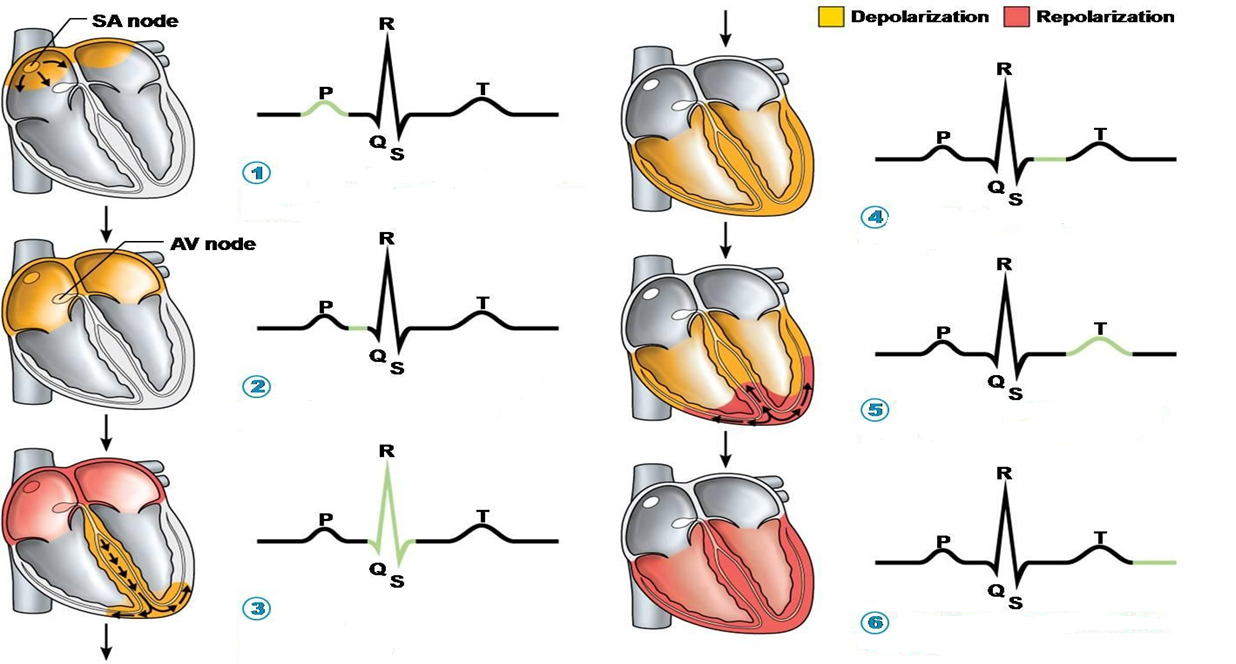 SA node
P
R
Q
S
T
1
AV node
P
R
Q
S
T
2
P
R
Q
S
T
3
Depolarization Repolarization
P
R
Q
S
T
4
P
R
Q
S
T
5
P
R
Q
S
T
6